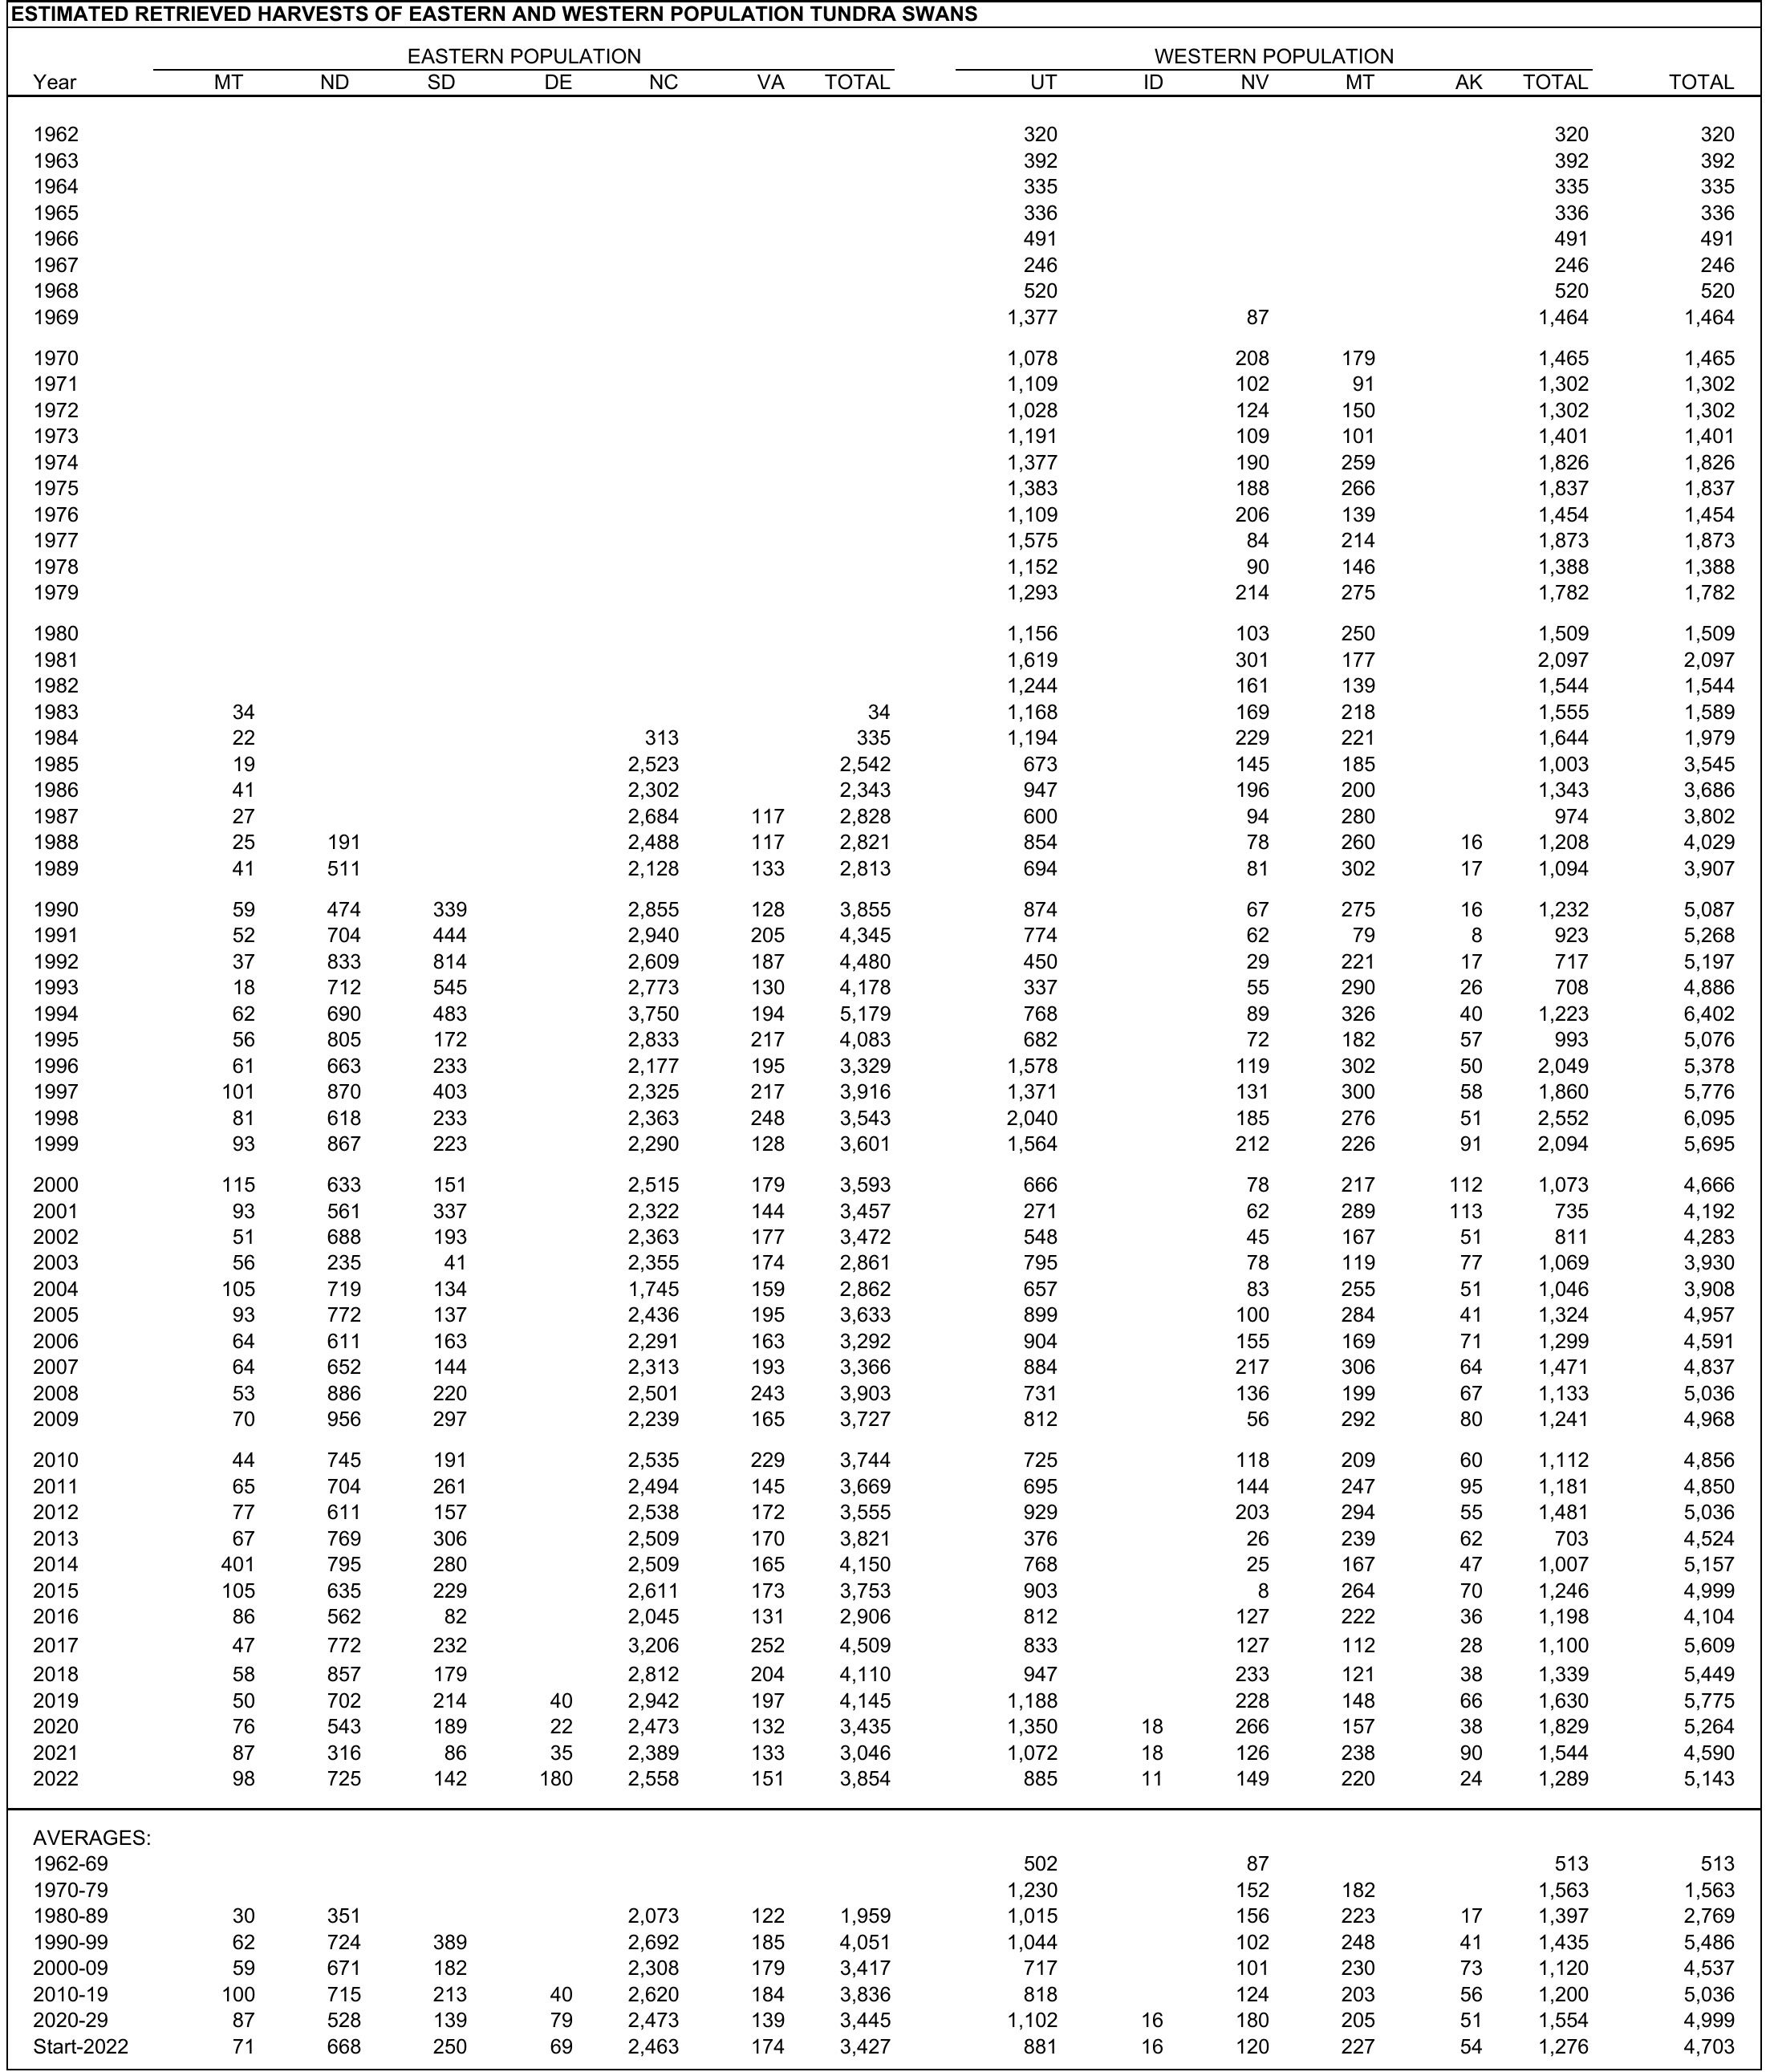 ESTIMATED RETRIEVED HARVESTS OF EASTERN AND WESTERN POPULATION TUNDRA SWANS
EASTERN POPULATION WESTERN POPULATION
Year MT ND SD DE NC VA TOTAL UT ID NV MT AK TOTAL TOTAL
1962 320 320 320
1963 392 392 392
1964 335 335 335
1965 336 336 336
1966 491 491 491
1967 246 246 246
1968 520 520 520
1969 1,377 87 1,464 1,464
1970 1,078 208 179 1,465 1,465
1971 1,109 102 91 1,302 1,302
1972 1,028 124 150 1,302 1,302
1973 1,191 109 101 1,401 1,401
1974 1,377 190 259 1,826 1,826
1975 1,383 188 266 1,837 1,837
1976 1,109 206 139 1,454 1,454
1977 1,575 84 214 1,873 1,873
1978 1,152 90 146 1,388 1,388
1979 1,293 214 275 1,782 1,782
1980 1,156 103 250 1,509 1,509
1981 1,619 301 177 2,097 2,097
1982 1,244 161 139 1,544 1,544
1983 34 34 1,168 169 218 1,555 1,589
1984 22 313 335 1,194 229 221 1,644 1,979
1985 19 2,523 2,542 673 145 185 1,003 3,545
1986 41 2,302 2,343 947 196 200 1,343 3,686
1987 27 2,684 117 2,828 600 94 280 974 3,802
1988 25 191 2,488 117 2,821 854 78 260 16 1,208 4,029
1989 41 511 2,128 133 2,813 694 81 302 17 1,094 3,907
1990 59 474 339 2,855 128 3,855 874 67 275 16 1,232 5,087
1991 52 704 444 2,940 205 4,345 774 62 79 8 923 5,268
1992 37 833 814 2,609 187 4,480 450 29 221 17 717 5,197
1993 18 712 545 2,773 130 4,178 337 55 290 26 708 4,886
1994 62 690 483 3,750 194 5,179 768 89 326 40 1,223 6,402
1995 56 805 172 2,833 217 4,083 682 72 182 57 993 5,076
1996 61 663 233 2,177 195 3,329 1,578 119 302 50 2,049 5,378
1997 101 870 403 2,325 217 3,916 1,371 131 300 58 1,860 5,776
1998 81 618 233 2,363 248 3,543 2,040 185 276 51 2,552 6,095
1999 93 867 223 2,290 128 3,601 1,564 212 226 91 2,094 5,695
2000 115 633 151 2,515 179 3,593 666 78 217 112 1,073 4,666
2001 93 561 337 2,322 144 3,457 271 62 289 113 735 4,192
2002 51 688 193 2,363 177 3,472 548 45 167 51 811 4,283
2003 56 235 41 2,355 174 2,861 795 78 119 77 1,069 3,930
2004 105 719 134 1,745 159 2,862 657 83 255 51 1,046 3,908
2005 93 772 137 2,436 195 3,633 899 100 284 41 1,324 4,957
2006 64 611 163 2,291 163 3,292 904 155 169 71 1,299 4,591
2007 64 652 144 2,313 193 3,366 884 217 306 64 1,471 4,837
2008 53 886 220 2,501 243 3,903 731 136 199 67 1,133 5,036
2009 70 956 297 2,239 165 3,727 812 56 292 80 1,241 4,968
2010 44 745 191 2,535 229 3,744 725 118 209 60 1,112 4,856
2011 65 704 261 2,494 145 3,669 695 144 247 95 1,181 4,850
2012 77 611 157 2,538 172 3,555 929 203 294 55 1,481 5,036
2013 67 769 306 2,509 170 3,821 376 26 239 62 703 4,524
2014 401 795 280 2,509 165 4,150 768 25 167 47 1,007 5,157
2015 105 635 229 2,611 173 3,753 903 8 264 70 1,246 4,999
2016 86 562 82 2,045 131 2,906 812 127 222 36 1,198 4,104
2017 47 772 232 3,206 252 4,509 833 127 112 28 1,100 5,609
2018 58 857 179 2,812 204 4,110 947 233 121 38 1,339 5,449
2019 50 702 214 40 2,942 197 4,145 1,188 228 148 66 1,630 5,775
2020 76 543 189 22 2,473 132 3,435 1,350 18 266 157 38 1,829 5,264
2021 87 316 86 35 2,389 133 3,046 1,072 18 126 238 90 1,544 4,590
2022 98 725 142 180 2,558 151 3,854 885 11 149 220 24 1,289 5,143
AVERAGES:
1962-69 502 87 513 513
1970-79 1,230 152 182 1,563 1,563
1980-89 30 351 2,073 122 1,959 1,015 156 223 17 1,397 2,769
1990-99 62 724 389 2,692 185 4,051 1,044 102 248 41 1,435 5,486
2000-09 59 671 182 2,308 179 3,417 717 101 230 73 1,120 4,537
2010-19 100 715 213 40 2,620 184 3,836 818 124 203 56 1,200 5,036
2020-29 87 528 139 79 2,473 139 3,445 1,102 16 180 205 51 1,554 4,999
Start-2022 71 668 250 69 2,463 174 3,427 881 16 120 227 54 1,276 4,703